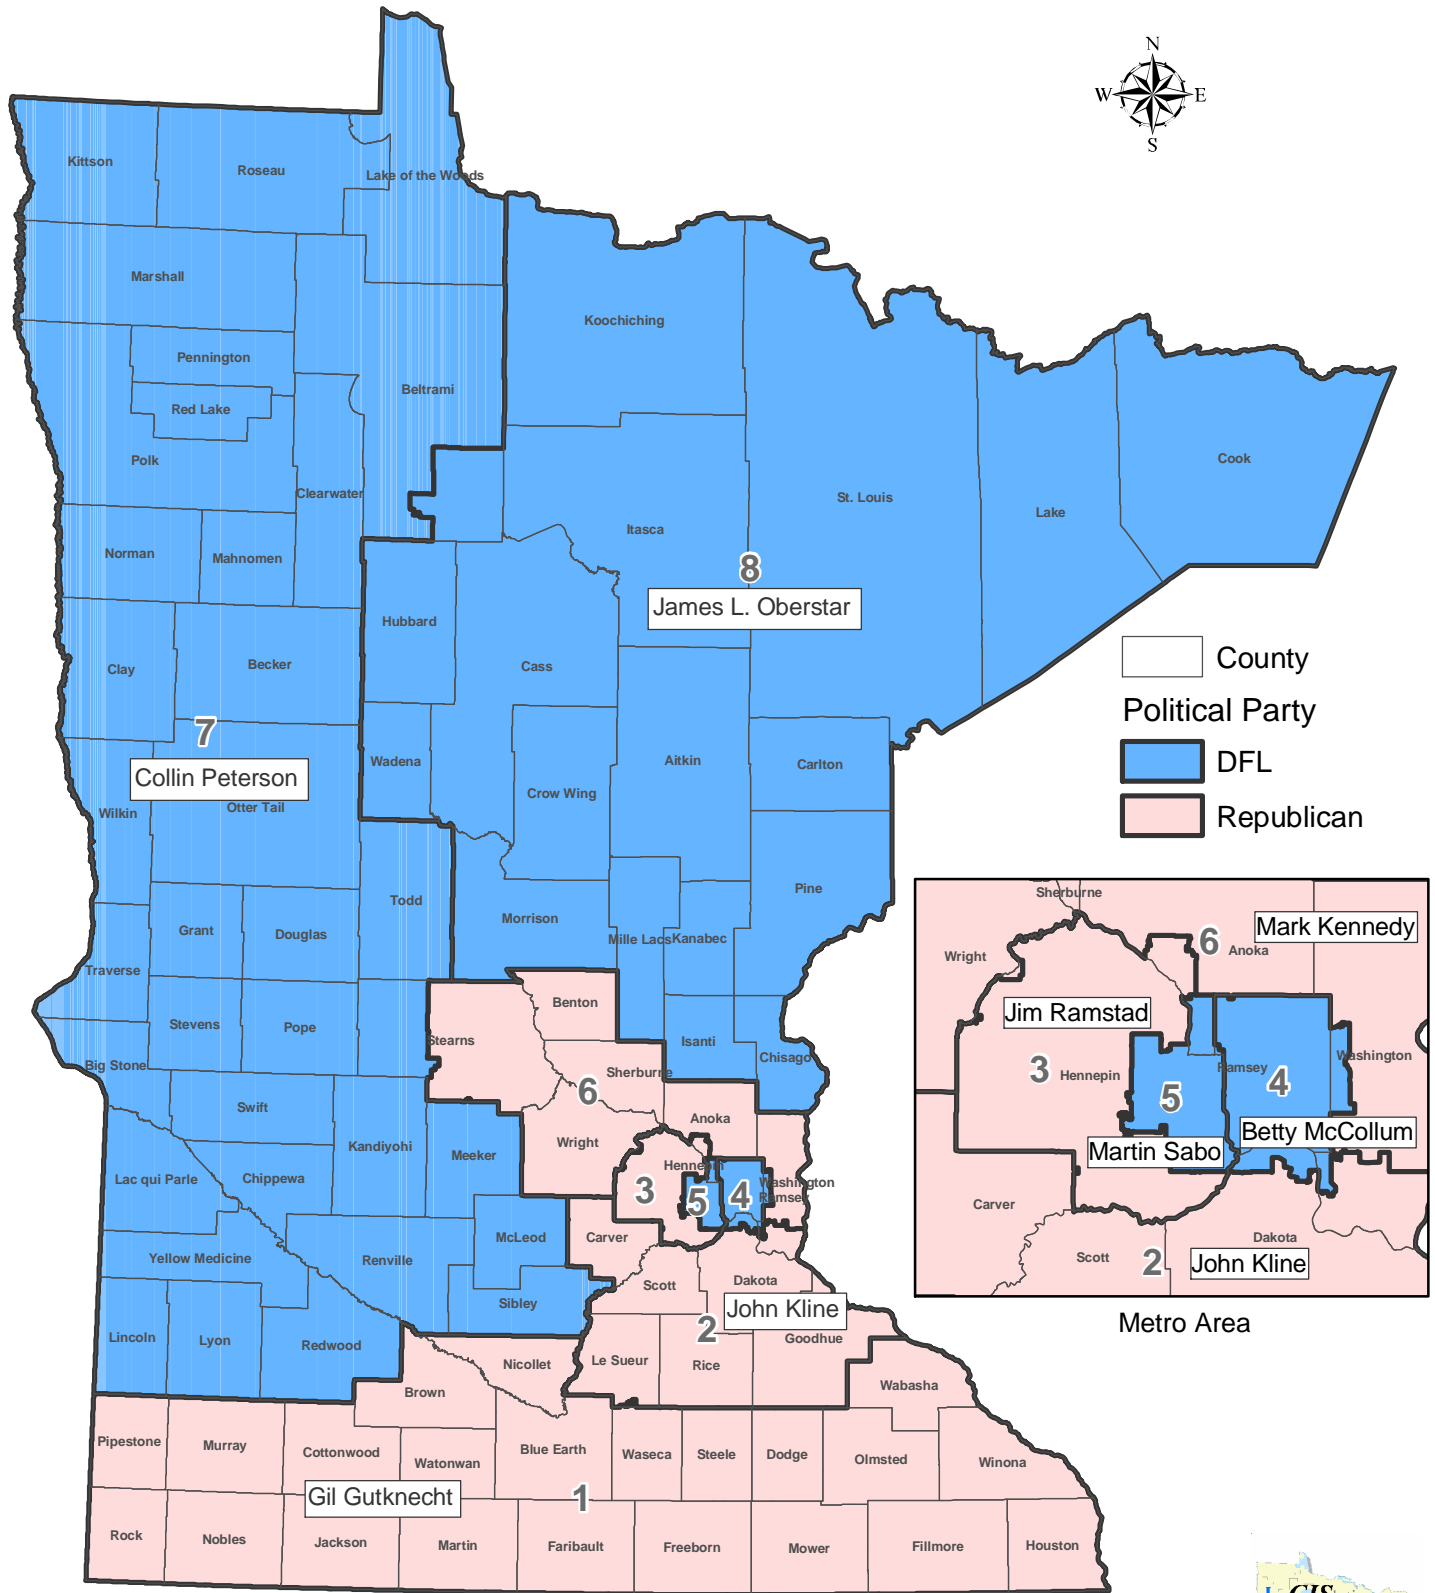 N
W E
S
Kittson
Roseau
Lake of the Woods
Marshall
Koochiching
Pennington
Beltrami
Red Lake
Polk
Cook
Clearwater
St. Louis
Lake
Itasca
Norman
Mahnomen
8
James L. Oberstar
Hubbard
County
Clay
Becker
Cass
Political Party
7
DFL
Collin Peterson
Wadena
Aitkin
Carlton
Crow Wing
Otter Tail
Wilkin
Republican
Todd
Pine
Morrison
Grant
Douglas
Mille Lacs
Kanabec
Traverse
Benton
Stevens
Pope
Stearns
Isanti
Chisago
Big Stone
Sherburne
6
Swift
Anoka
Kandiyohi
Wright
Meeker
Hennepin
Lac qui Parle
Chippewa
3
5
4
Washington
Ramsey
McLeod
Carver
Yellow Medicine
Renville
Scott
Dakota
Sibley
John Kline
2
Lincoln
Lyon
Redwood
Goodhue
Le Sueur
Rice
Nicollet
Brown
Wabasha
Pipestone
Murray
Cottonwood
Watonwan
Blue Earth
Waseca
Steele
Dodge
Olmsted
Winona
Gil Gutknecht
1
Rock
Nobles
Jackson
Martin
Faribault
Freeborn
Mower
Fillmore
Houston
Sherburne
Mark Kennedy
6
Anoka
Wright
Jim Ramstad
3
Hennepin
Washington
Ramsey
4
5
Betty McCollum
Martin Sabo
Carver
Scott
2
Dakota
John Kline
Metro Area
GIS